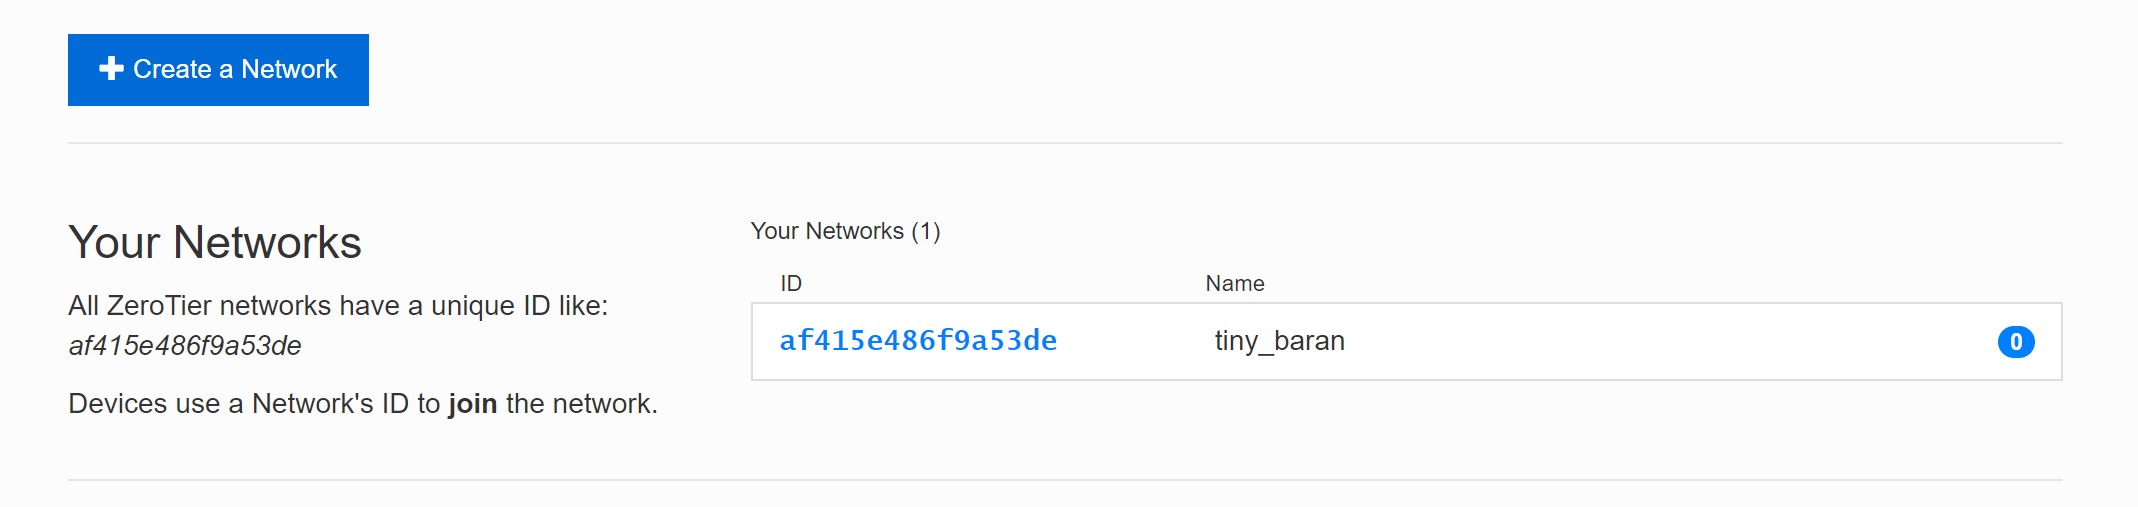 Create a Network
Your Networks
All ZeroTier networks have a unique ID like:
af415e486f9a53de
Devices use a Network's ID to join the network.
Your Networks (1)
ID Name
af415e486f9a53de tiny_baran 0